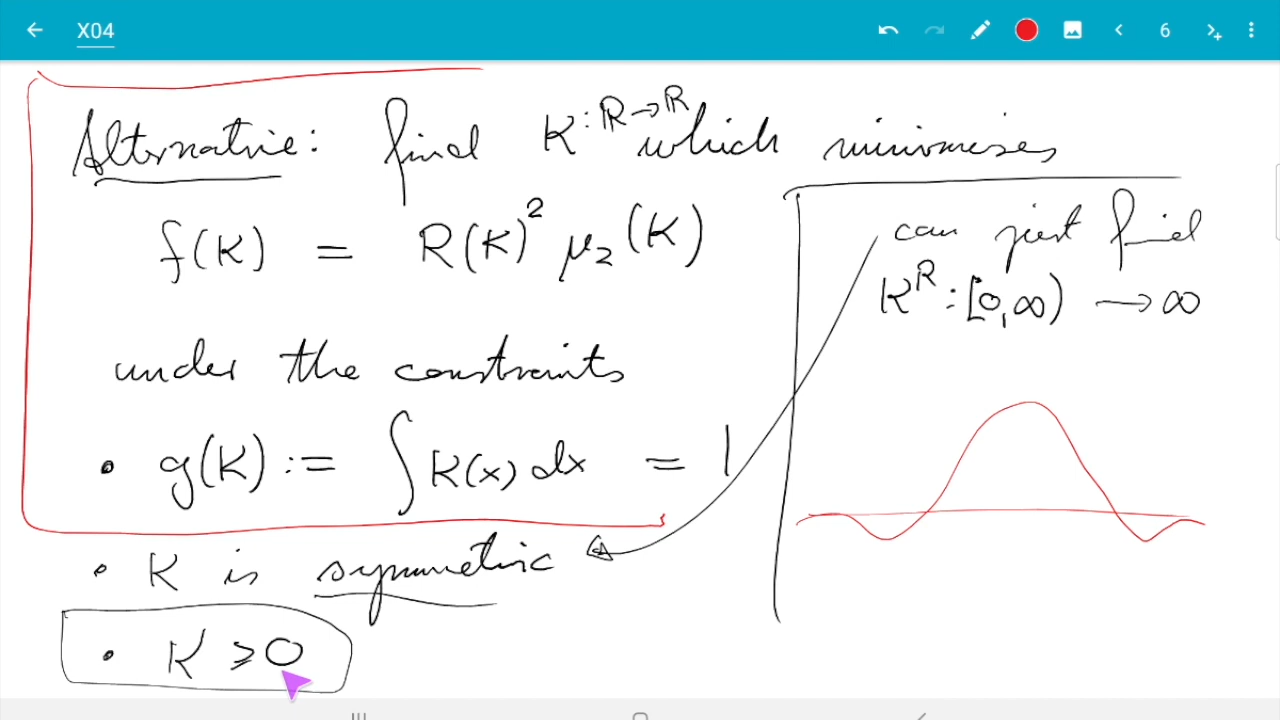 X04
6
Alternative: find K : ℝ → ℝ which minimises
f(K) = R(K)² μ₂(K)
under the constraints
• g(K) := ∫ K(x) dx = 1
• K is symmetric
• K ≥ 0
can just find
K^R : [0,∞) → ∞